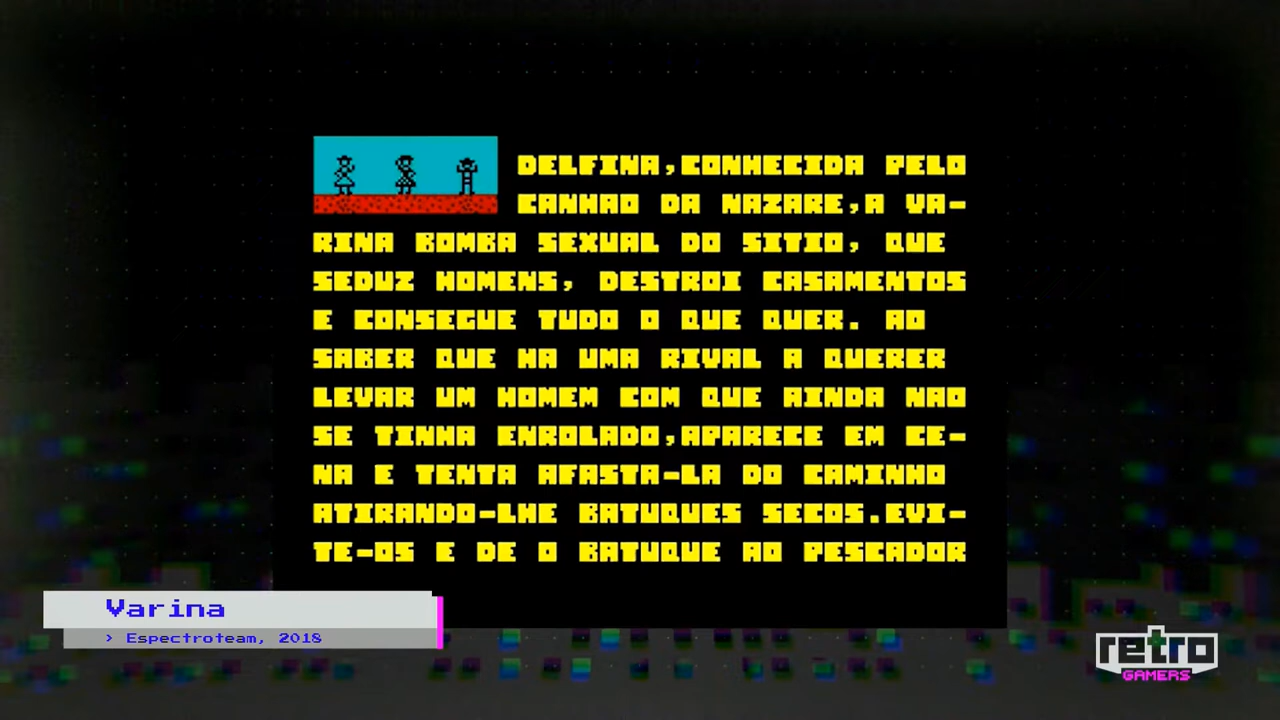 DELFINA,CONHECIDA PELO
CANHAO DA NAZARE,A VA-
RINA BOMBA SEXUAL DO SITIO, QUE
SEDUZ HOMENS, DESTROI CASAMENTOS
E CONSEGUE TUDO O QUE QUER. AO
SABER QUE HA UMA RIVAL A QUERER
LEVAR UM HOMEM COM QUE AINDA NAO
SE TINHA ENROLADO,APARECE EM CE-
NA E TENTA AFASTA-LA DO CAMINHO
ATIRANDO-LHE BATUQUES SECOS.EVI-
TE-OS E DE O BATUQUE AO PESCADOR
Varina
> Espectroteam, 2018
retro
GAMERS